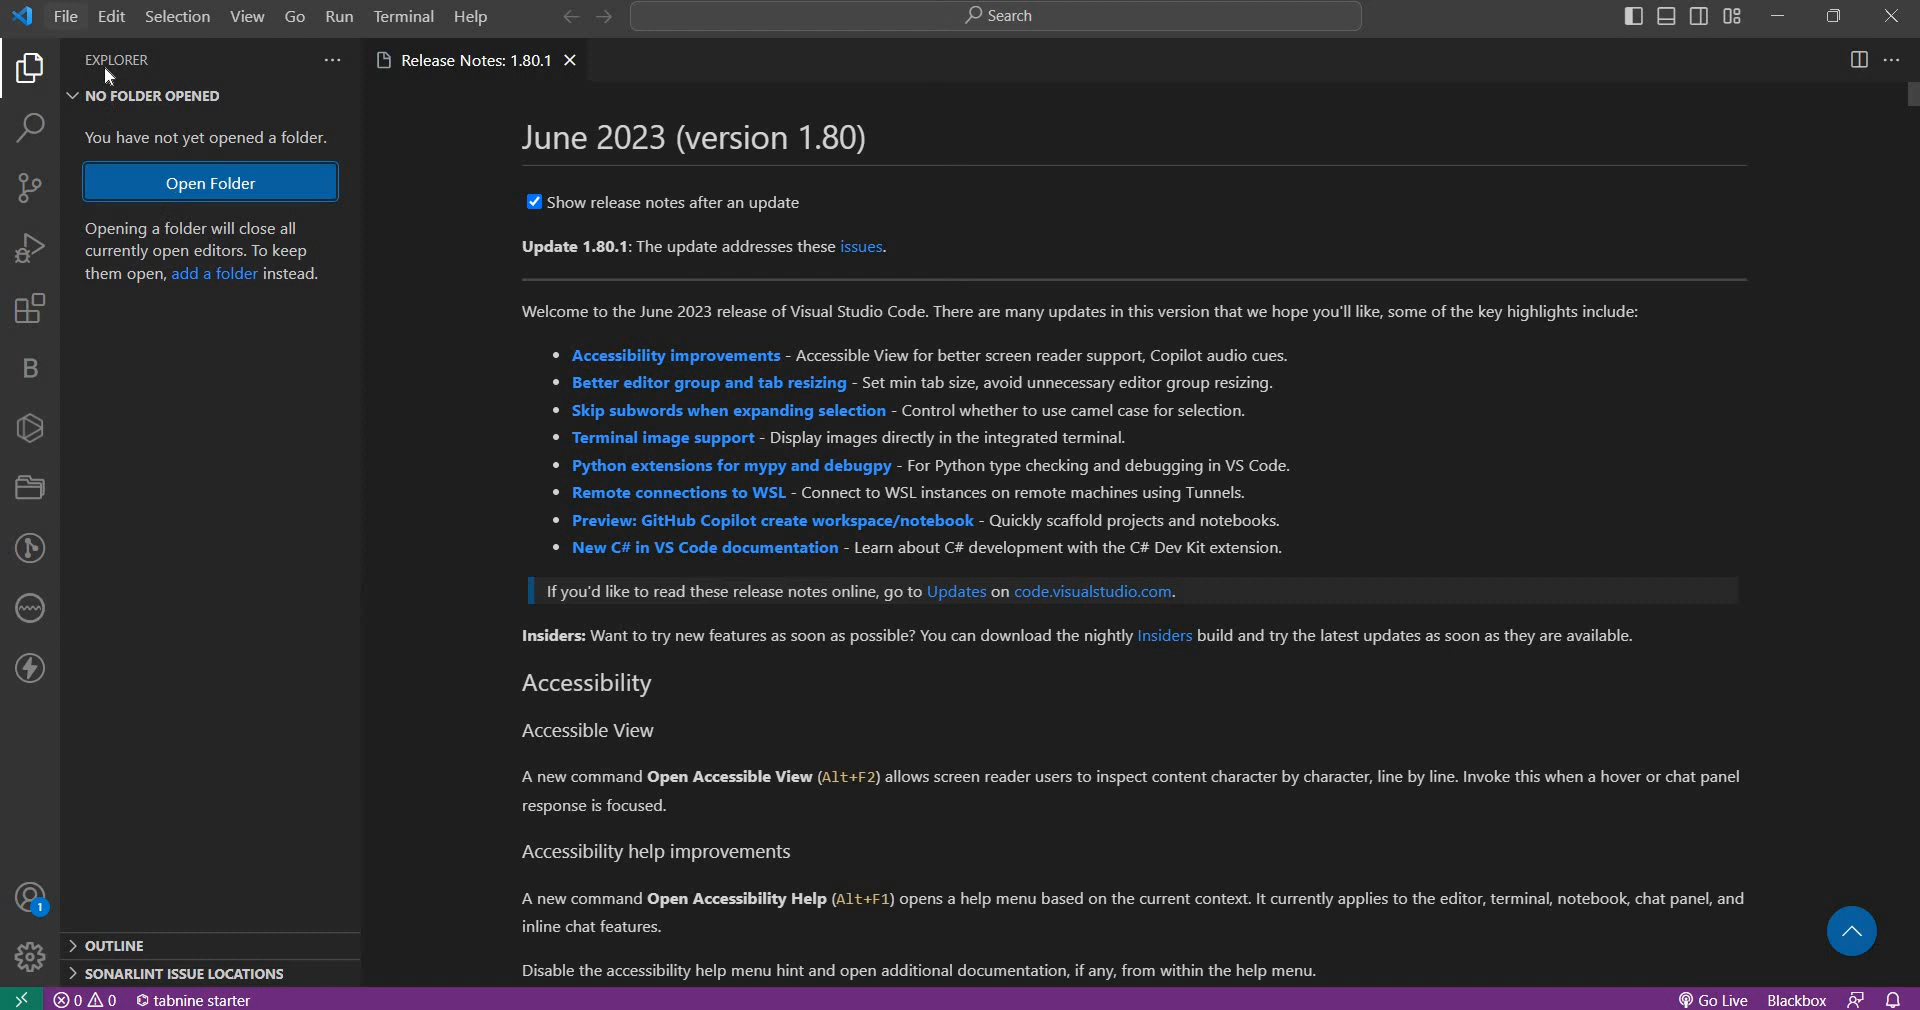 File Edit Selection View Go Run Terminal Help
Search
EXPLORER
Release Notes: 1.80.1
NO FOLDER OPENED
You have not yet opened a folder.
Open Folder
Opening a folder will close all
currently open editors. To keep
them open, add a folder instead.
B
June 2023 (version 1.80)
Show release notes after an update
Update 1.80.1: The update addresses these issues.
Welcome to the June 2023 release of Visual Studio Code. There are many updates in this version that we hope you'll like, some of the key highlights include:
• Accessibility improvements - Accessible View for better screen reader support, Copilot audio cues.
• Better editor group and tab resizing - Set min tab size, avoid unnecessary editor group resizing.
• Skip subwords when expanding selection - Control whether to use camel case for selection.
• Terminal image support - Display images directly in the integrated terminal.
• Python extensions for mypy and debugpy - For Python type checking and debugging in VS Code.
• Remote connections to WSL - Connect to WSL instances on remote machines using Tunnels.
• Preview: GitHub Copilot create workspace/notebook - Quickly scaffold projects and notebooks.
• New C# in VS Code documentation - Learn about C# development with the C# Dev Kit extension.
If you'd like to read these release notes online, go to Updates on code.visualstudio.com.
Insiders: Want to try new features as soon as possible? You can download the nightly Insiders build and try the latest updates as soon as they are available.
Accessibility
Accessible View
A new command Open Accessible View (Alt+F2) allows screen reader users to inspect content character by character, line by line. Invoke this when a hover or chat panel
response is focused.
Accessibility help improvements
A new command Open Accessibility Help (Alt+F1) opens a help menu based on the current context. It currently applies to the editor, terminal, notebook, chat panel, and
inline chat features.
Disable the accessibility help menu hint and open additional documentation, if any, from within the help menu.
1
OUTLINE
SONARLINT ISSUE LOCATIONS
0 0 tabnine starter
Go Live Blackbox